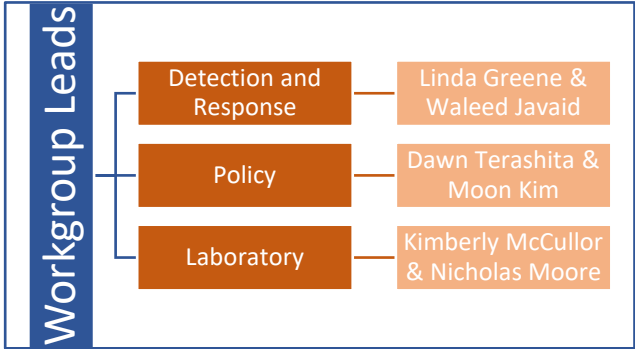 Workgroup Leads
Detection and
Response
Linda Greene &
Waleed Javaid
Policy
Dawn Terashita &
Moon Kim
Laboratory
Kimberly McCullor
& Nicholas Moore